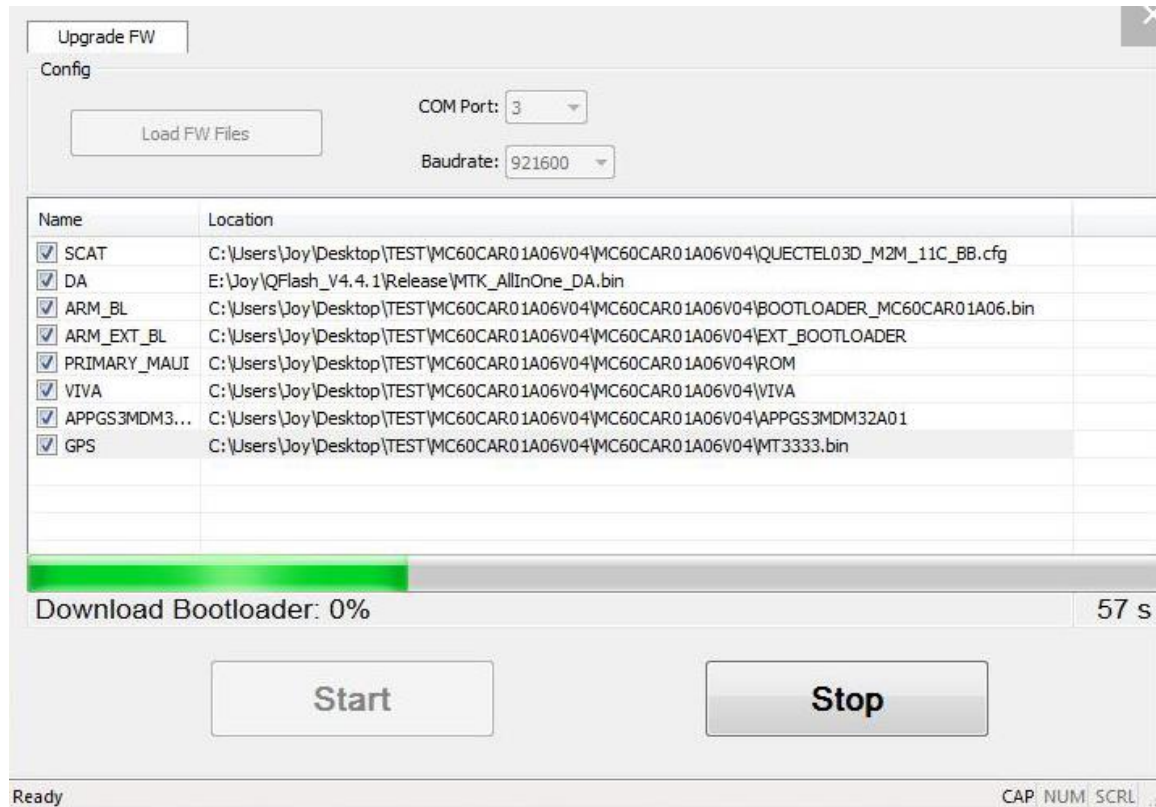 Upgrade FW
Config
Load FW Files
COM Port: 3
Baudrate: 921600
Name Location
SCAT C:\Users\Joy\Desktop\TEST\MC60CAR01A06V04\MC60CAR01A06V04\QUECTEL03D_M2M_11C_BB.cfg
DA E:\Joy\QFlash_V4.4.1\Release\MTK_AllInOne_DA.bin
ARM_BL C:\Users\Joy\Desktop\TEST\MC60CAR01A06V04\MC60CAR01A06V04\BOOTLOADER_MC60CAR01A06.bin
ARM_EXT_BL C:\Users\Joy\Desktop\TEST\MC60CAR01A06V04\MC60CAR01A06V04\EXT_BOOTLOADER
PRIMARY_MAUI C:\Users\Joy\Desktop\TEST\MC60CAR01A06V04\MC60CAR01A06V04\ROM
VIVA C:\Users\Joy\Desktop\TEST\MC60CAR01A06V04\MC60CAR01A06V04\VIVA
APPGS3MDM3... C:\Users\Joy\Desktop\TEST\MC60CAR01A06V04\MC60CAR01A06V04\APPGS3MDM32A01
GPS C:\Users\Joy\Desktop\TEST\MC60CAR01A06V04\MC60CAR01A06V04\MT3333.bin
Download Bootloader: 0% 57 s
Start Stop
Ready CAP NUM SCRL